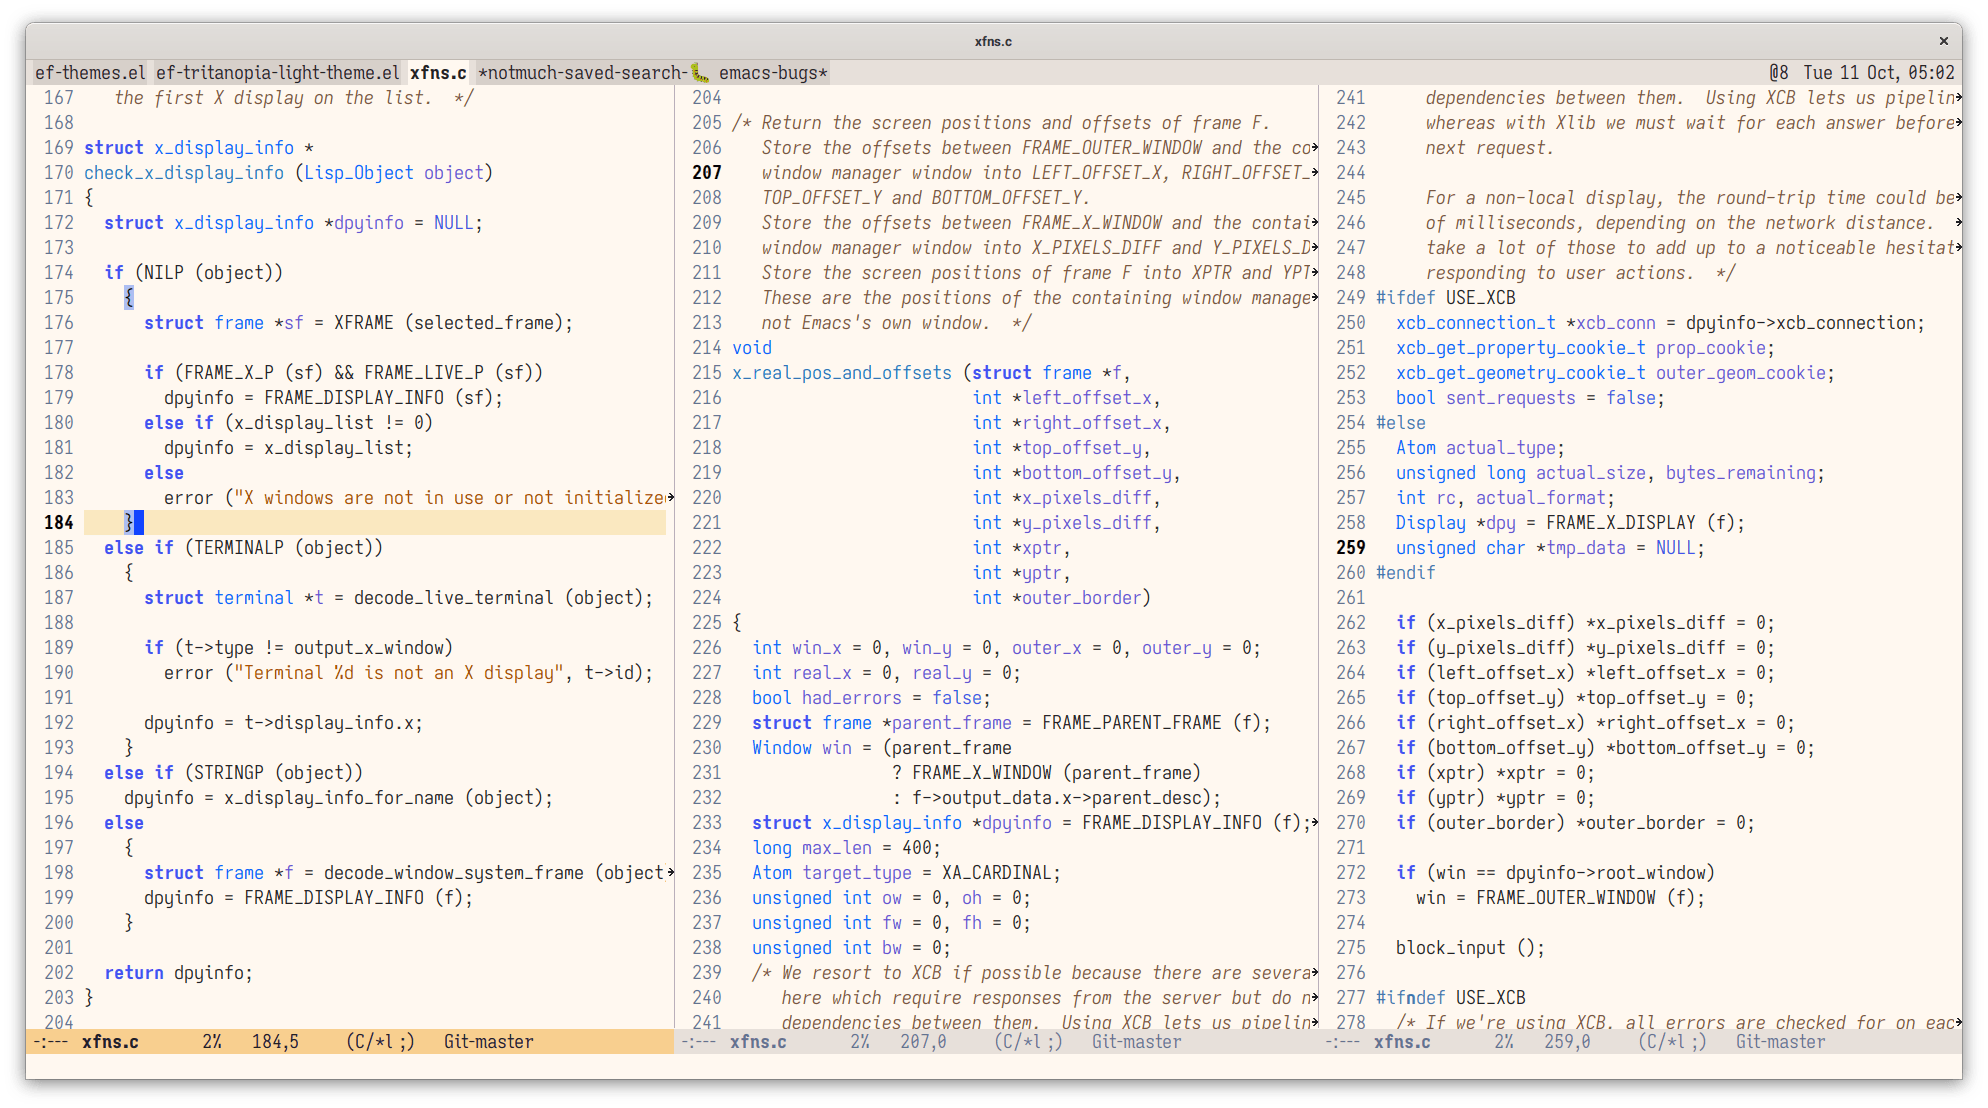 xfns.c ×
ef-themes.el ef-tritanopia-light-theme.el xfns.c *notmuch-saved-search-🐛 emacs-bugs* @8 Tue 11 Oct, 05:02
167    the first X display on the list.  */
168
169 struct x_display_info *
170 check_x_display_info (Lisp_Object object)
171 {
172   struct x_display_info *dpyinfo = NULL;
173
174   if (NILP (object))
175     {
176       struct frame *sf = XFRAME (selected_frame);
177
178       if (FRAME_X_P (sf) && FRAME_LIVE_P (sf))
179         dpyinfo = FRAME_DISPLAY_INFO (sf);
180       else if (x_display_list != 0)
181         dpyinfo = x_display_list;
182       else
183         error ("X windows are not in use or not initialize
184     }
185   else if (TERMINALP (object))
186     {
187       struct terminal *t = decode_live_terminal (object);
188
189       if (t->type != output_x_window)
190         error ("Terminal %d is not an X display", t->id);
191
192       dpyinfo = t->display_info.x;
193     }
194   else if (STRINGP (object))
195     dpyinfo = x_display_info_for_name (object);
196   else
197     {
198       struct frame *f = decode_window_system_frame (object
199       dpyinfo = FRAME_DISPLAY_INFO (f);
200     }
201
202   return dpyinfo;
203 }
204
-:--- xfns.c 2% 184,5 (C/*l ;) Git-master
204
205 /* Return the screen positions and offsets of frame F.
206    Store the offsets between FRAME_OUTER_WINDOW and the co
207    window manager window into LEFT_OFFSET_X, RIGHT_OFFSET_
208    TOP_OFFSET_Y and BOTTOM_OFFSET_Y.
209    Store the offsets between FRAME_X_WINDOW and the contai
210    window manager window into X_PIXELS_DIFF and Y_PIXELS_D
211    Store the screen positions of frame F into XPTR and YPT
212    These are the positions of the containing window manage
213    not Emacs's own window.  */
214 void
215 x_real_pos_and_offsets (struct frame *f,
216                         int *left_offset_x,
217                         int *right_offset_x,
218                         int *top_offset_y,
219                         int *bottom_offset_y,
220                         int *x_pixels_diff,
221                         int *y_pixels_diff,
222                         int *xptr,
223                         int *yptr,
224                         int *outer_border)
225 {
226   int win_x = 0, win_y = 0, outer_x = 0, outer_y = 0;
227   int real_x = 0, real_y = 0;
228   bool had_errors = false;
229   struct frame *parent_frame = FRAME_PARENT_FRAME (f);
230   Window win = (parent_frame
231                 ? FRAME_X_WINDOW (parent_frame)
232                 : f->output_data.x->parent_desc);
233   struct x_display_info *dpyinfo = FRAME_DISPLAY_INFO (f);
234   long max_len = 400;
235   Atom target_type = XA_CARDINAL;
236   unsigned int ow = 0, oh = 0;
237   unsigned int fw = 0, fh = 0;
238   unsigned int bw = 0;
239   /* We resort to XCB if possible because there are severa
240      here which require responses from the server but do n
241      dependencies between them.  Using XCB lets us pipelin
-:--- xfns.c 2% 207,0 (C/*l ;) Git-master
241      dependencies between them.  Using XCB lets us pipelin
242      whereas with Xlib we must wait for each answer before
243      next request.
244
245      For a non-local display, the round-trip time could be
246      of milliseconds, depending on the network distance.
247      take a lot of those to add up to a noticeable hesitat
248      responding to user actions.  */
249 #ifdef USE_XCB
250   xcb_connection_t *xcb_conn = dpyinfo->xcb_connection;
251   xcb_get_property_cookie_t prop_cookie;
252   xcb_get_geometry_cookie_t outer_geom_cookie;
253   bool sent_requests = false;
254 #else
255   Atom actual_type;
256   unsigned long actual_size, bytes_remaining;
257   int rc, actual_format;
258   Display *dpy = FRAME_X_DISPLAY (f);
259   unsigned char *tmp_data = NULL;
260 #endif
261
262   if (x_pixels_diff) *x_pixels_diff = 0;
263   if (y_pixels_diff) *y_pixels_diff = 0;
264   if (left_offset_x) *left_offset_x = 0;
265   if (top_offset_y) *top_offset_y = 0;
266   if (right_offset_x) *right_offset_x = 0;
267   if (bottom_offset_y) *bottom_offset_y = 0;
268   if (xptr) *xptr = 0;
269   if (yptr) *yptr = 0;
270   if (outer_border) *outer_border = 0;
271
272   if (win == dpyinfo->root_window)
273     win = FRAME_OUTER_WINDOW (f);
274
275   block_input ();
276
277 #ifndef USE_XCB
278   /* If we're using XCB, all errors are checked for on eac
-:--- xfns.c 2% 259,0 (C/*l ;) Git-master